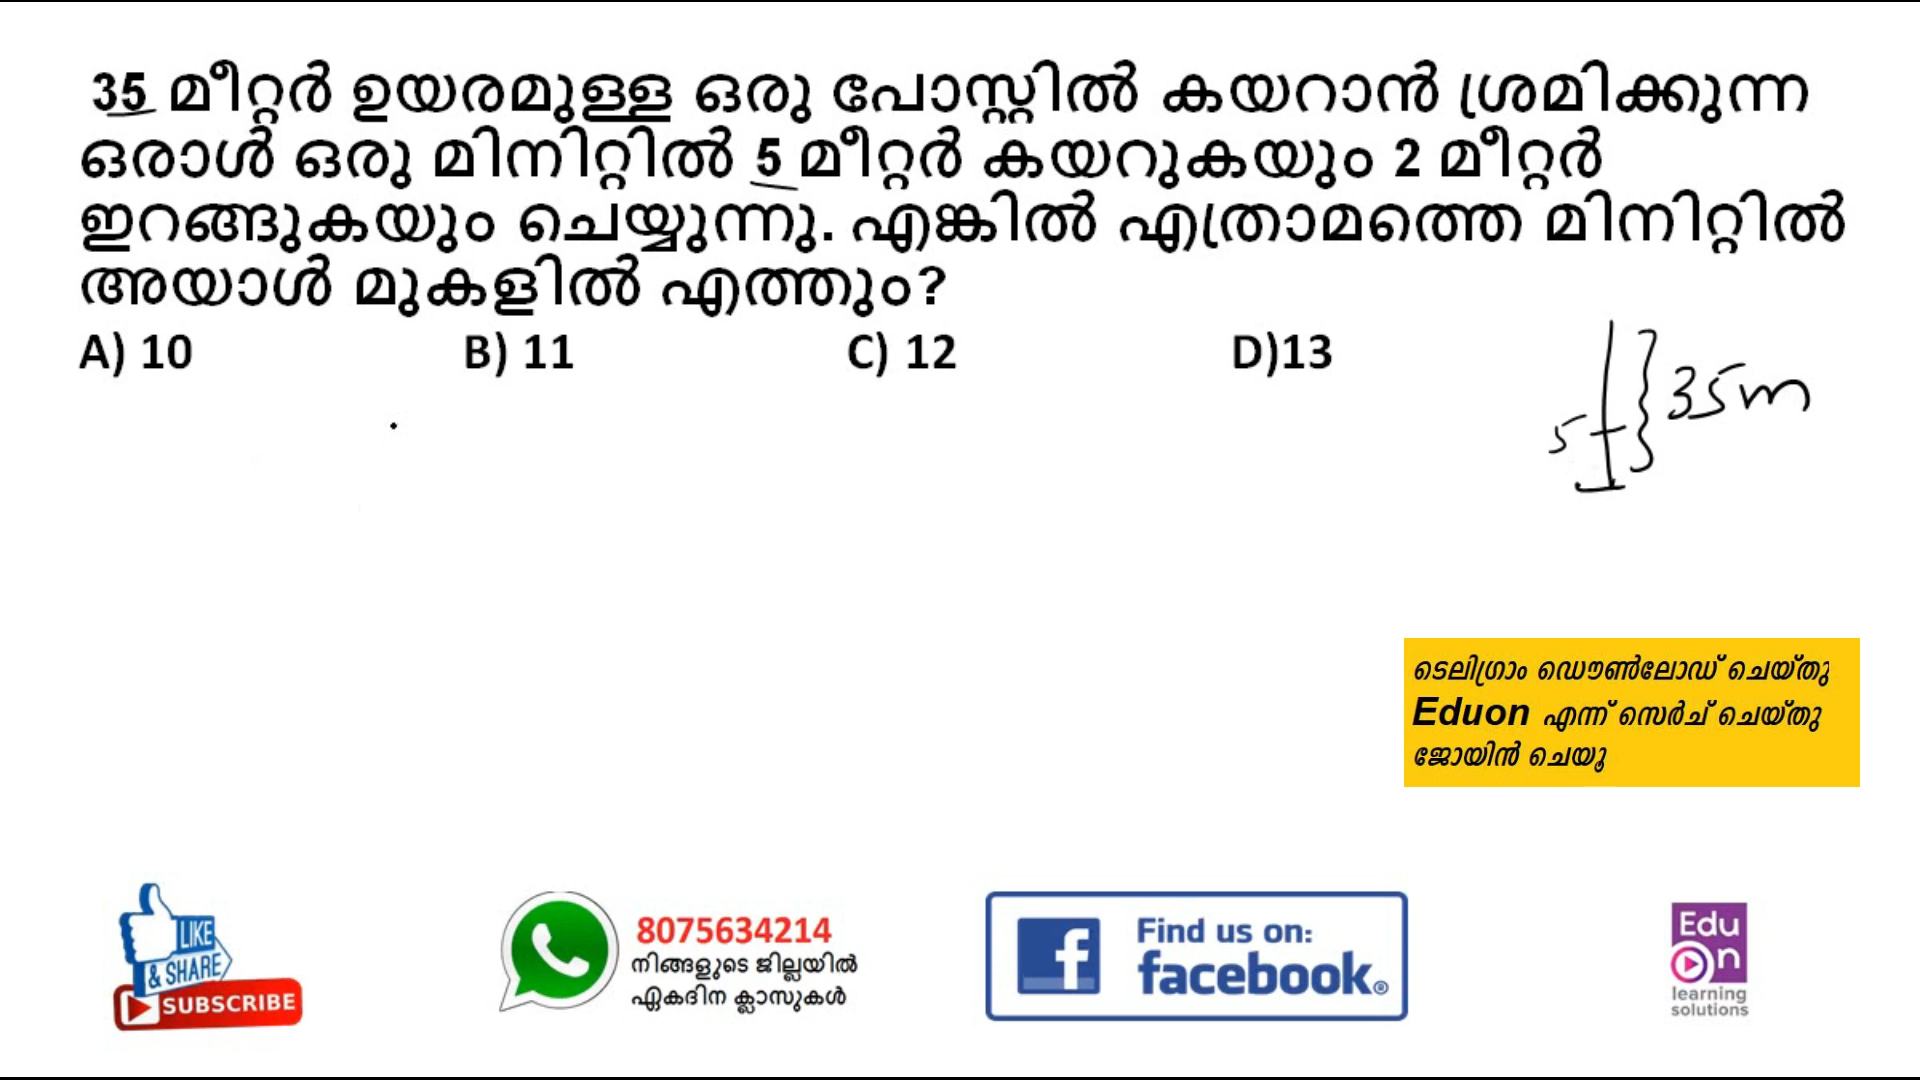 35 മീറ്റർ ഉയരമുള്ള ഒരു പോസ്റ്റിൽ കയറാൻ ശ്രമിക്കുന്ന
ഒരാൾ ഒരു മിനിറ്റിൽ 5 മീറ്റർ കയറുകയും 2 മീറ്റർ
ഇറങ്ങുകയും ചെയ്യുന്നു. എങ്കിൽ എത്രാമത്തെ മിനിറ്റിൽ
അയാൾ മുകളിൽ എത്തും?
A) 10 B) 11 C) 12 D)13
35m
5
ടെലിഗ്രാം ഡൌൺലോഡ് ചെയ്തു
Eduon എന്ന് സെർച് ചെയ്തു
ജോയിൻ ചെയൂ
LIKE
& SHARE
SUBSCRIBE
8075634214
നിങ്ങളുടെ ജില്ലയിൽ
ഏകദിന ക്ലാസുകൾ
f
Find us on:
facebook®
Edu
On
learning
solutions